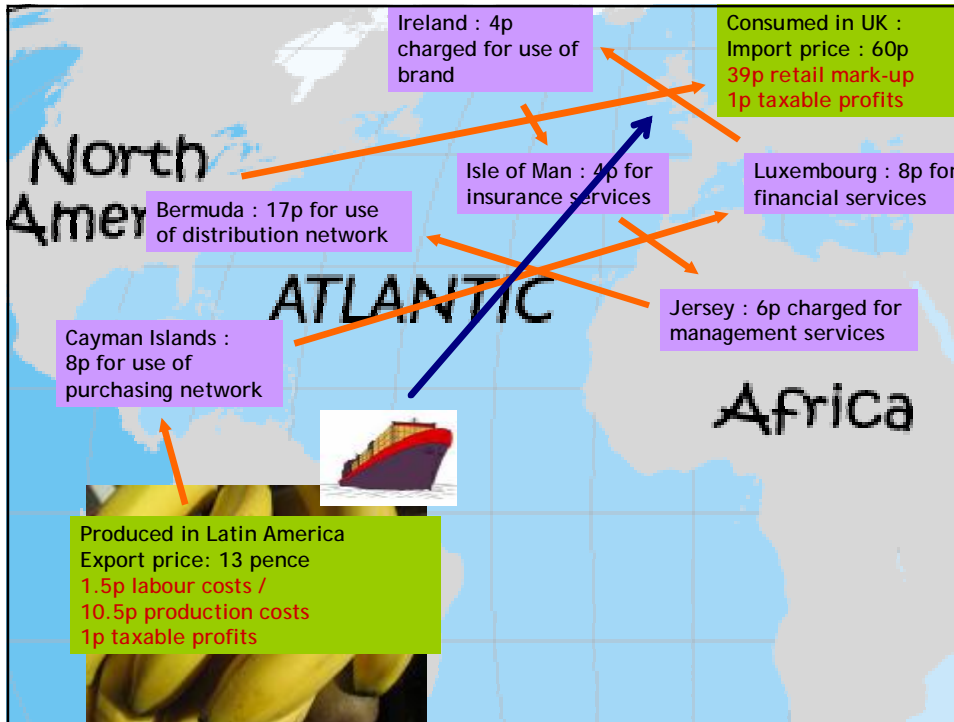 Ireland : 4p
charged for use of
brand
Consumed in UK :
Import price : 60p
39p retail mark-up
1p taxable profits
North
America
Isle of Man : 4p for
insurance services
Luxembourg : 8p for
financial services
Bermuda : 17p for use
of distribution network
ATLANTIC
Jersey : 6p charged for
management services
Cayman Islands :
8p for use of
purchasing network
Africa
Produced in Latin America
Export price: 13 pence
1.5p labour costs /
10.5p production costs
1p taxable profits